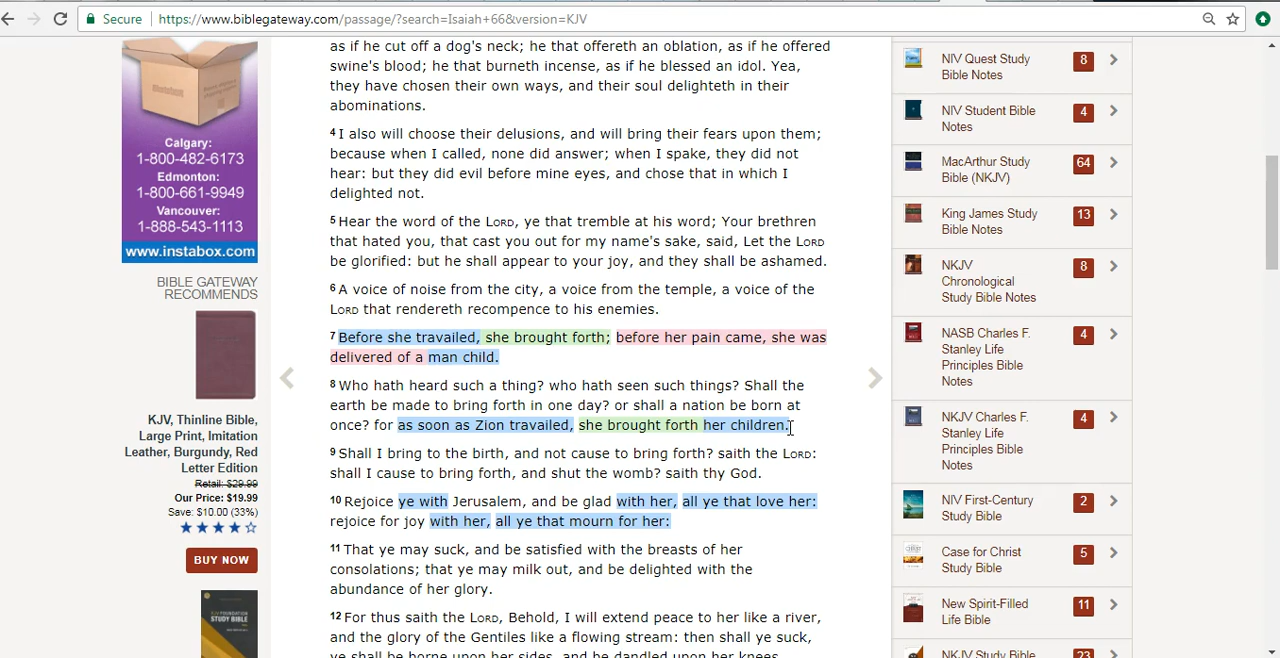 Secure | https://www.biblegateway.com/passage/?search=Isaiah+66&version=KJV
Calgary:
1-800-482-6173
Edmonton:
1-800-661-9949
Vancouver:
1-888-543-1113
www.instabox.com
BIBLE GATEWAY
RECOMMENDS
KJV, Thinline Bible,
Large Print, Imitation
Leather, Burgundy, Red
Letter Edition
Retail: $29.99
Our Price: $19.99
Save: $10.00 (33%)
BUY NOW
STUDY BIBLE
as if he cut off a dog's neck; he that offereth an oblation, as if he offered
swine's blood; he that burneth incense, as if he blessed an idol. Yea,
they have chosen their own ways, and their soul delighteth in their
abominations.
4 I also will choose their delusions, and will bring their fears upon them;
because when I called, none did answer; when I spake, they did not
hear: but they did evil before mine eyes, and chose that in which I
delighted not.
5 Hear the word of the LORD, ye that tremble at his word; Your brethren
that hated you, that cast you out for my name's sake, said, Let the LORD
be glorified: but he shall appear to your joy, and they shall be ashamed.
6 A voice of noise from the city, a voice from the temple, a voice of the
LORD that rendereth recompence to his enemies.
7 Before she travailed, she brought forth; before her pain came, she was
delivered of a man child.
8 Who hath heard such a thing? who hath seen such things? Shall the
earth be made to bring forth in one day? or shall a nation be born at
once? for as soon as Zion travailed, she brought forth her children.
9 Shall I bring to the birth, and not cause to bring forth? saith the LORD:
shall I cause to bring forth, and shut the womb? saith thy God.
10 Rejoice ye with Jerusalem, and be glad with her, all ye that love her:
rejoice for joy with her, all ye that mourn for her:
11 That ye may suck, and be satisfied with the breasts of her
consolations; that ye may milk out, and be delighted with the
abundance of her glory.
12 For thus saith the LORD, Behold, I will extend peace to her like a river,
and the glory of the Gentiles like a flowing stream: then shall ye suck,
ye shall be borne upon her sides, and be dandled upon her knees.
NIV Quest Study
Bible Notes
8
NIV Student Bible
Notes
4
MacArthur Study
Bible (NKJV)
64
King James Study
Bible Notes
13
NKJV
Chronological
Study Bible Notes
8
NASB Charles F.
Stanley Life
Principles Bible
Notes
4
NKJV Charles F.
Stanley Life
Principles Bible
Notes
4
NIV First-Century
Study Bible
2
Case for Christ
Study Bible
5
New Spirit-Filled
Life Bible
11
NKJV Study Bible
23